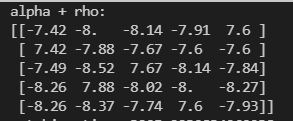 alpha + rho:
[[-7.42 -8.   -8.14 -7.91  7.6 ]
 [ 7.42 -7.88 -7.67 -7.6  -7.6 ]
 [-7.49 -8.52  7.67 -8.14 -7.84]
 [-8.26  7.88 -8.02 -8.   -8.27]
 [-8.26 -8.37 -7.74  7.6  -7.93]]